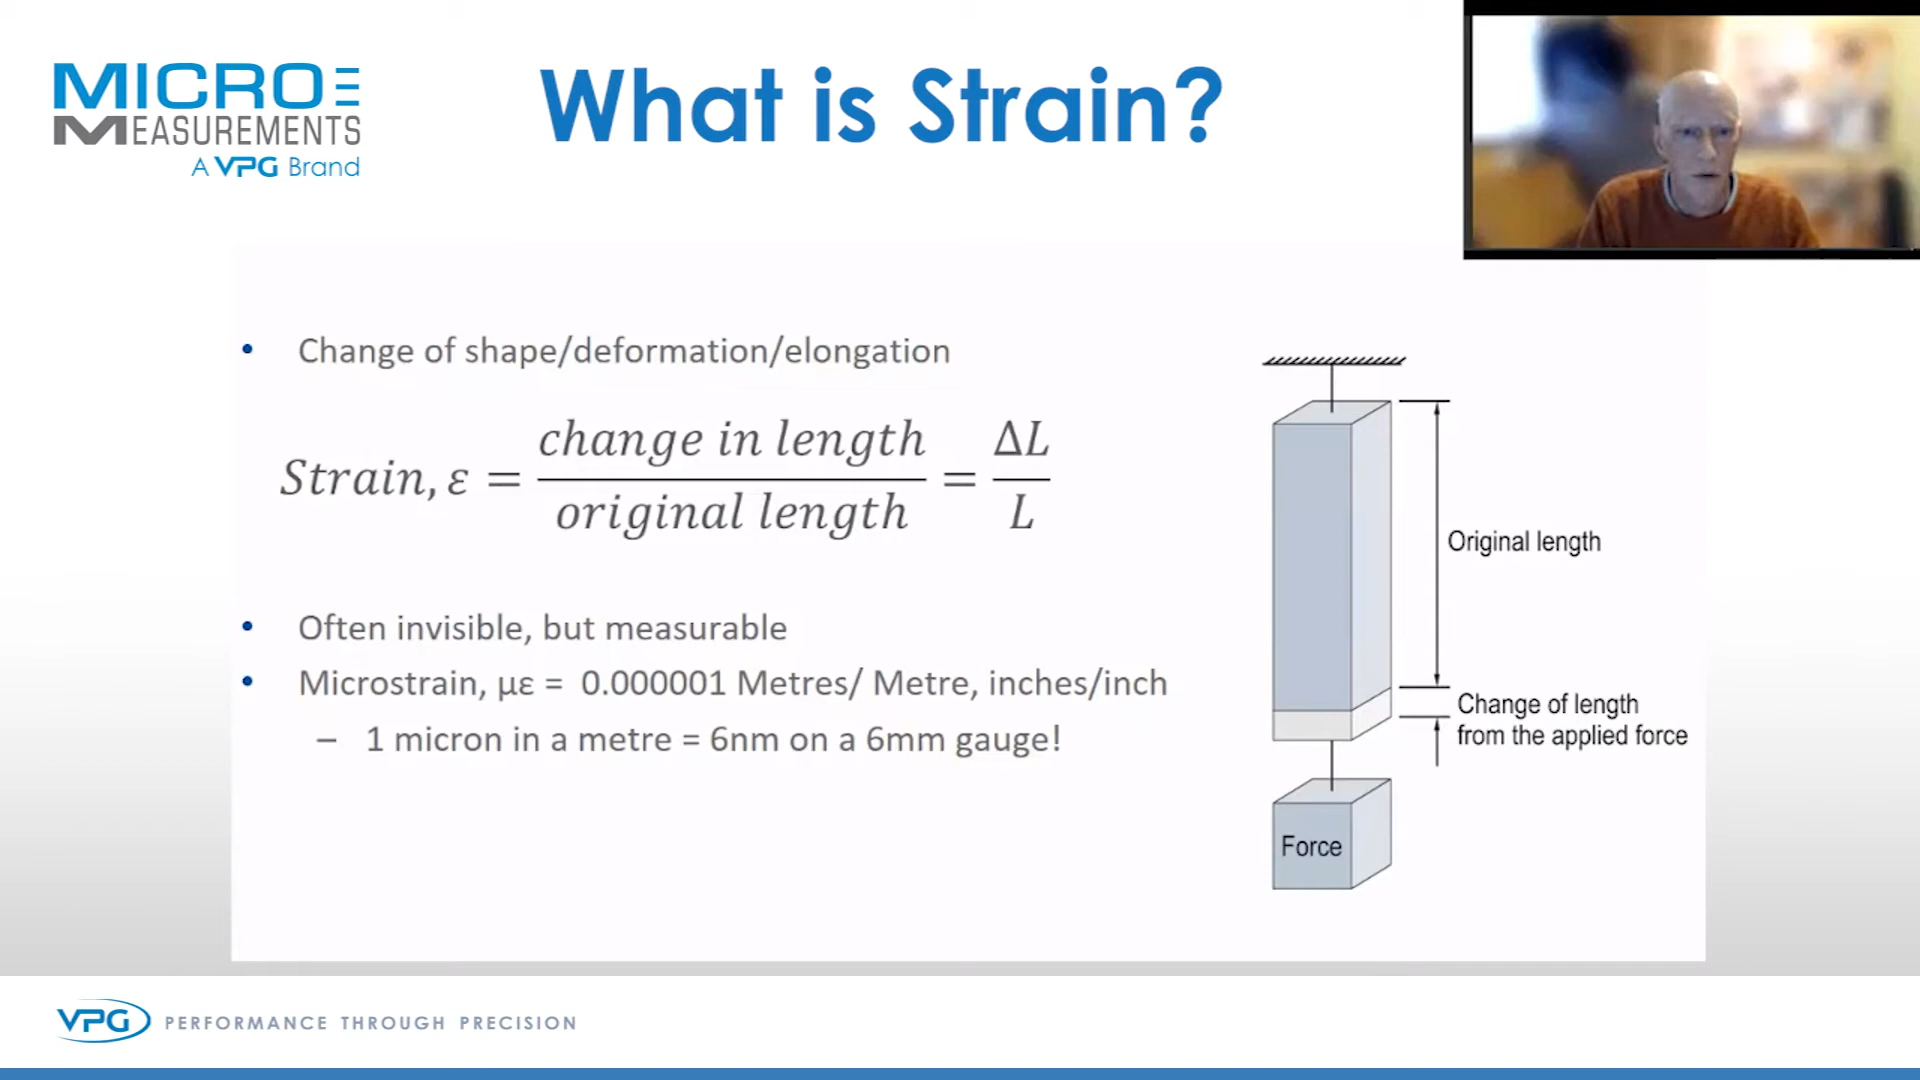 MICRO
MEASUREMENTS
A VPG Brand
What is Strain?
• Change of shape/deformation/elongation
Strain, ε = change in length / original length = ΔL / L
• Often invisible, but measurable
• Microstrain, με = 0.000001 Metres/ Metre, inches/inch
– 1 micron in a metre = 6nm on a 6mm gauge!
Original length
Change of length
from the applied force
Force
VPG PERFORMANCE THROUGH PRECISION